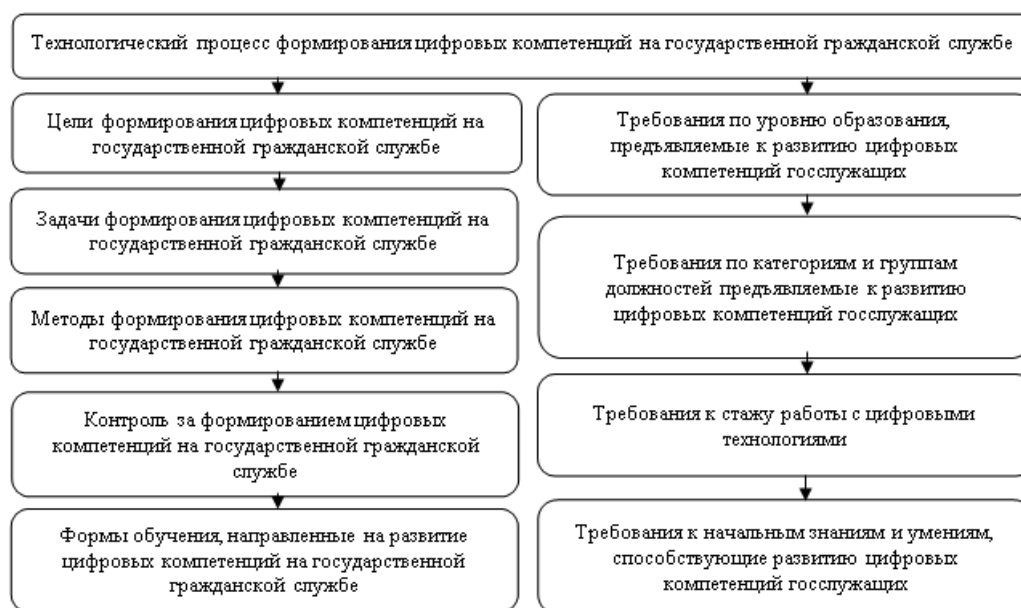 Технологический процесс формирования цифровых компетенций на государственной гражданской службе
Цели формирования цифровых компетенций на
государственной гражданской службе
Задачи формирования цифровых компетенций на
государственной гражданской службе
Методы формирования цифровых компетенций на
государственной гражданской службе
Контроль за формированием цифровых
компетенций на государственной гражданской
службе
Формы обучения, направленные на развитие
цифровых компетенций на государственной
гражданской службе
Требования по уровню образования,
предъявляемые к развитию цифровых
компетенций госслужащих
Требования по категориям и группам
должностей предъявляемые к развитию
цифровых компетенций госслужащих
Требования к стажу работы с цифровыми
технологиями
Требования к начальным знаниям и умениям,
способствующие развитию цифровых
компетенций госслужащих